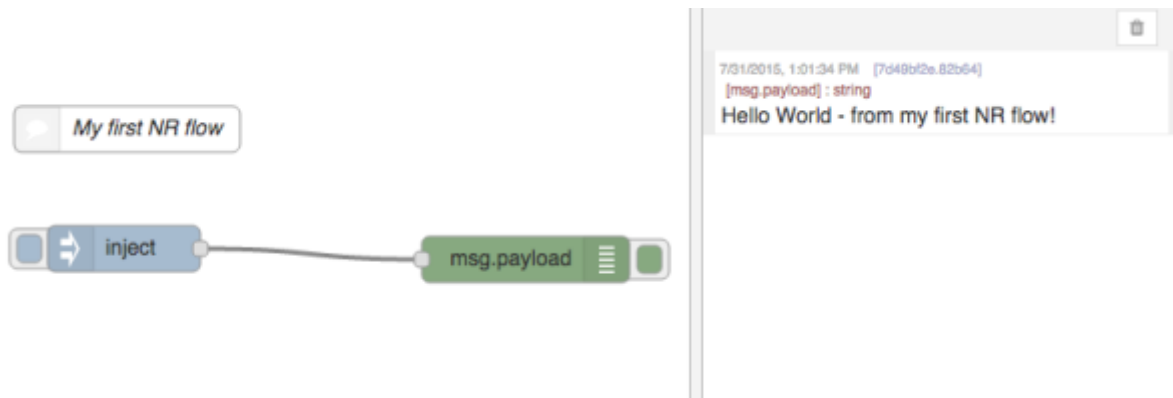 My first NR flow
inject
msg.payload
7/31/2015, 1:01:34 PM [7d49bf2e.82b64]
[msg.payload] : string
Hello World - from my first NR flow!